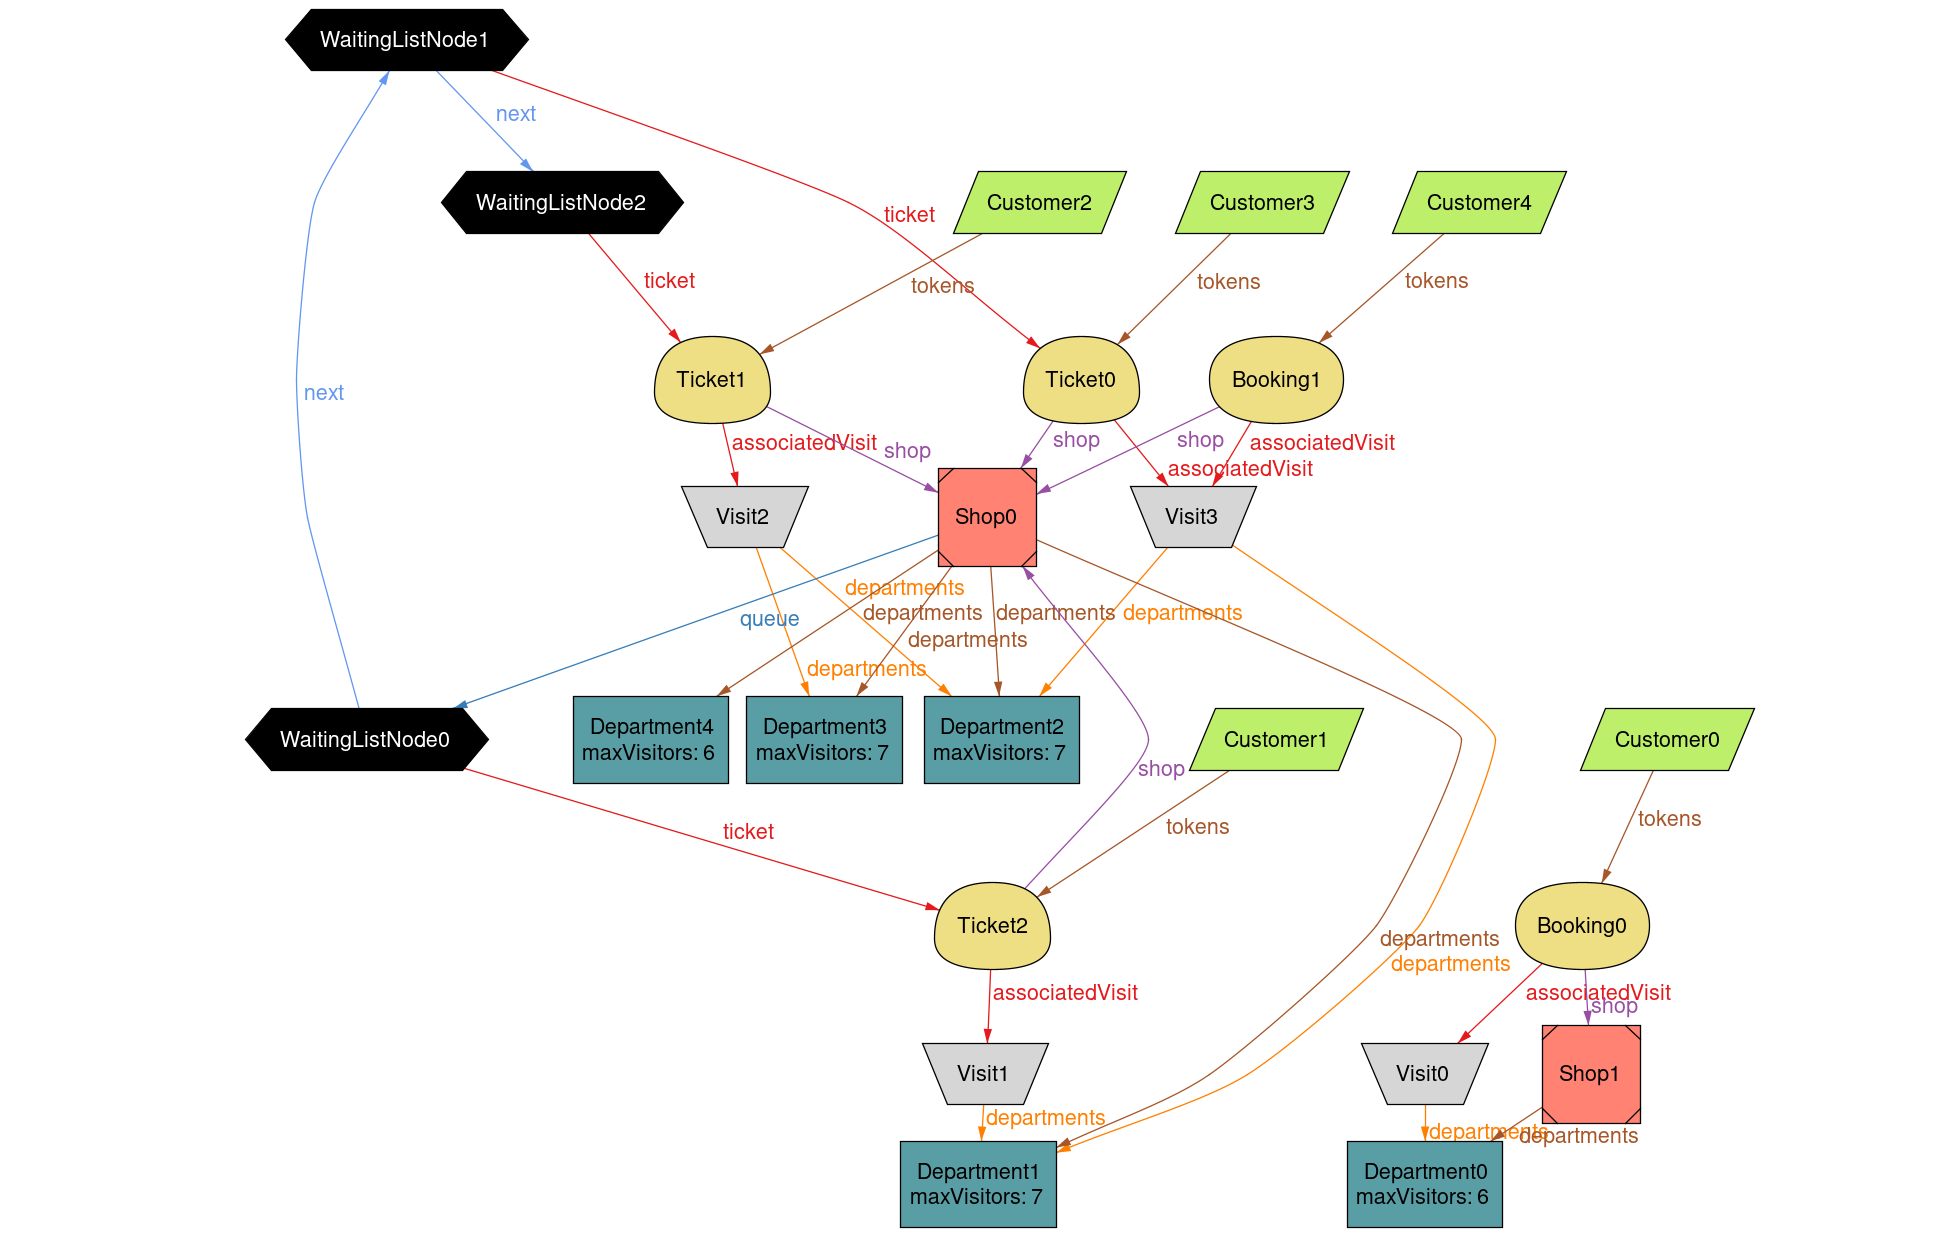 WaitingListNode1
next
WaitingListNode2
Customer2
Customer3
Customer4
ticket
ticket
tokens
tokens
tokens
next
Ticket1
Ticket0
Booking1
associatedVisit
shop
shop
shop
associatedVisit
associatedVisit
Visit2
Shop0
Visit3
departments
queue
departments
departments
departments
departments
departments
WaitingListNode0
Department4
maxVisitors: 6
Department3
maxVisitors: 7
Department2
maxVisitors: 7
Customer1
Customer0
shop
ticket
tokens
tokens
Ticket2
Booking0
departments
departments
associatedVisit
associatedVisit
shop
Visit1
Visit0
Shop1
departments
departments
departments
Department1
maxVisitors: 7
Department0
maxVisitors: 6